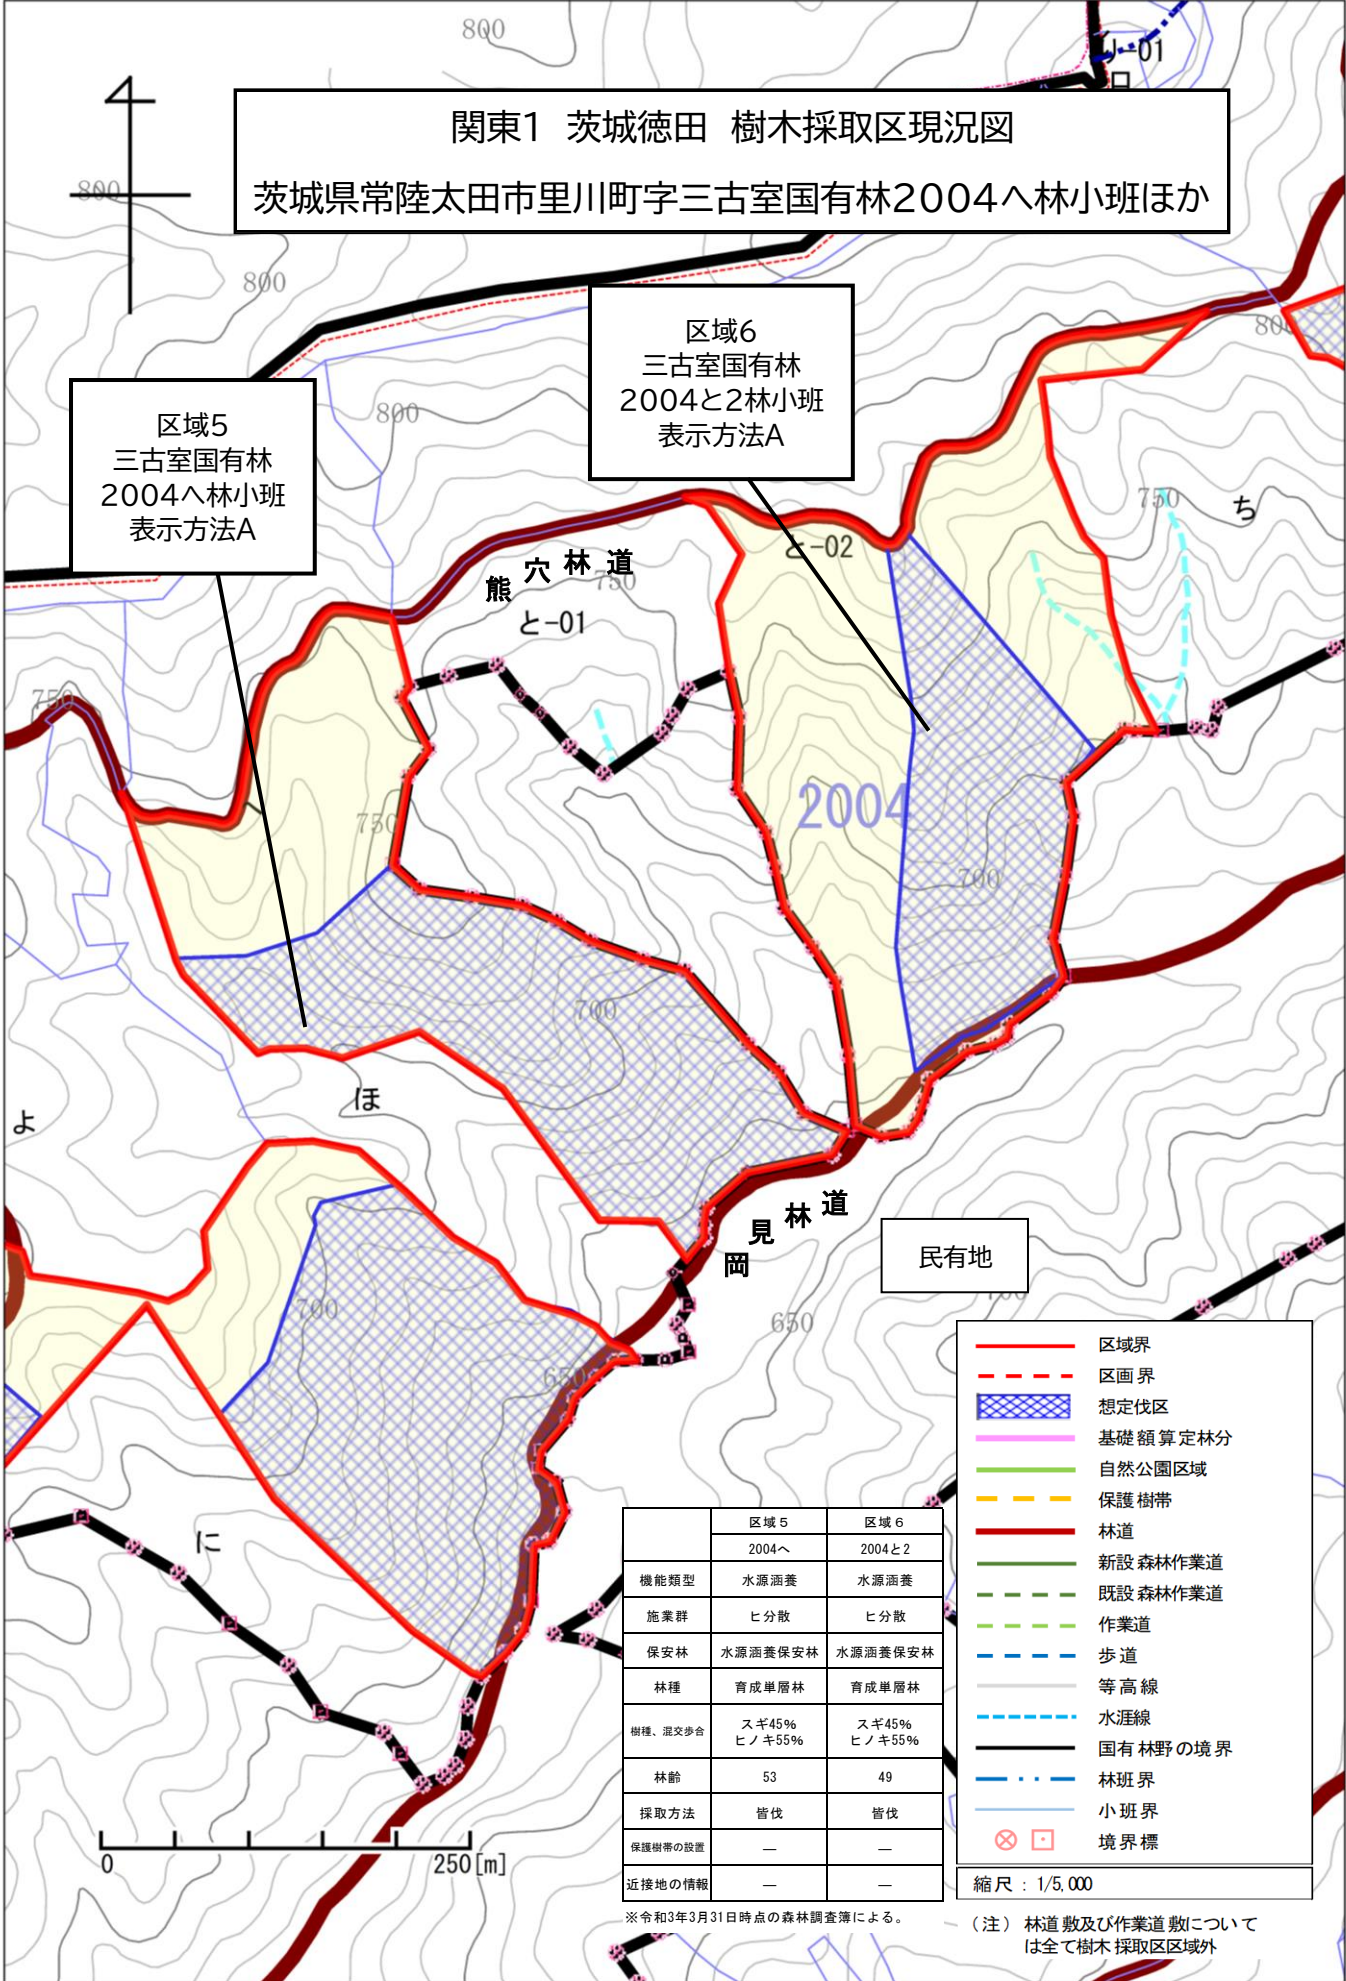 800
り-01
ロ
関東1 茨城徳田 樹木採取区現況図
茨城県常陸太田市里川町字三古室国有林2004へ林小班ほか
800
800
800
800
区域6
三古室国有林
2004と2林小班
表示方法A
区域5
三古室国有林
2004へ林小班
表示方法A
750
ち
と-02
熊穴林道
750
と-01
750
2004
750
700
700
ほ
よ
岡見林道
民有地
700
700
650
650
に
区域界
区画界
想定伐区
基礎額算定林分
自然公園区域
保護樹帯
林道
新設森林作業道
既設森林作業道
作業道
歩道
等高線
水涯線
国有林野の境界
林班界
小班界
境界標
縮尺：1/5,000
（注） 林道敷及び作業道敷について
は全て樹木採取区区域外
区域5 区域6
2004へ 2004と2
機能類型 水源涵養 水源涵養
施業群 ヒ分散 ヒ分散
保安林 水源涵養保安林 水源涵養保安林
林種 育成単層林 育成単層林
樹種、混交歩合 スギ45% ヒノキ55% スギ45% ヒノキ55%
林齢 53 49
採取方法 皆伐 皆伐
保護樹帯の設置 — —
近接地の情報 — —
※令和3年3月31日時点の森林調査簿による。
0 250[m]